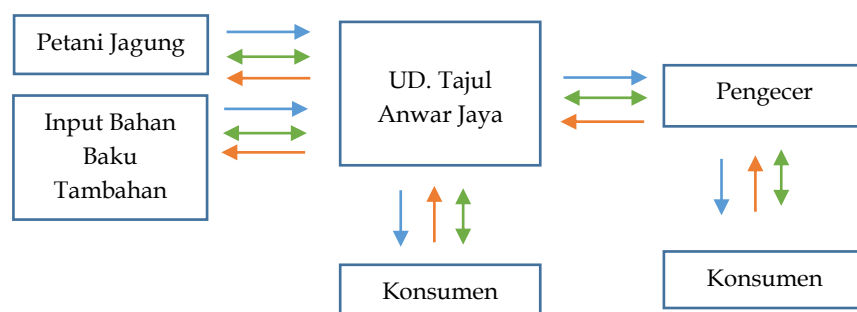 Petani Jagung
UD. Tajul
Anwar Jaya
Pengecer
Input Bahan
Baku
Tambahan
Konsumen
Konsumen